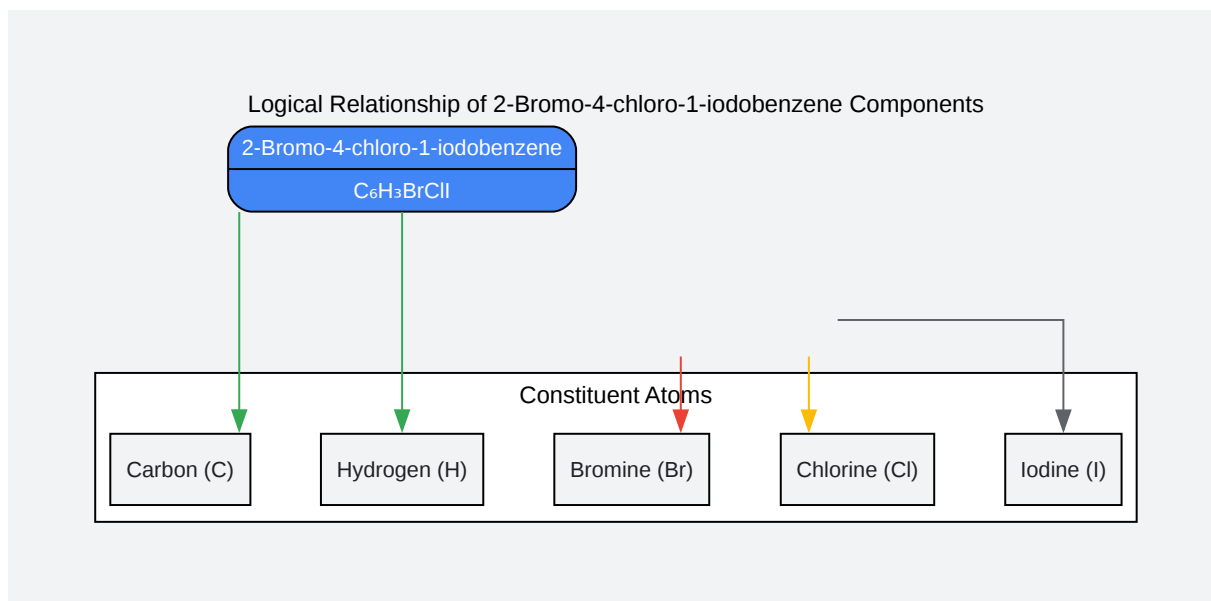 Logical Relationship of 2-Bromo-4-chloro-1-iodobenzene Components
2-Bromo-4-chloro-1-iodobenzene
C₆H₃BrClI
Constituent Atoms
Carbon (C)
Hydrogen (H)
Bromine (Br)
Chlorine (Cl)
Iodine (I)